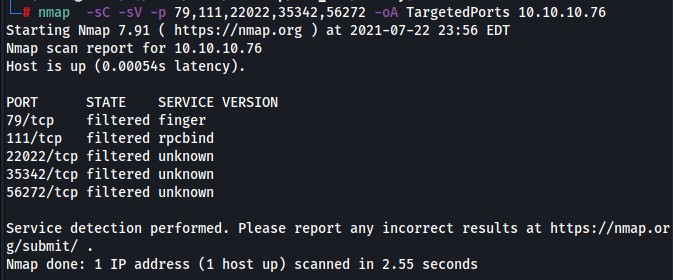 # nmap -sC -sV -p 79,111,22022,35342,56272 -oA TargetedPorts 10.10.10.76
Starting Nmap 7.91 ( https://nmap.org ) at 2021-07-22 23:56 EDT
Nmap scan report for 10.10.10.76
Host is up (0.00054s latency).

PORT      STATE    SERVICE VERSION
79/tcp    filtered finger
111/tcp   filtered rpcbind
22022/tcp filtered unknown
35342/tcp filtered unknown
56272/tcp filtered unknown

Service detection performed. Please report any incorrect results at https://nmap.or
g/submit/ .
Nmap done: 1 IP address (1 host up) scanned in 2.55 seconds